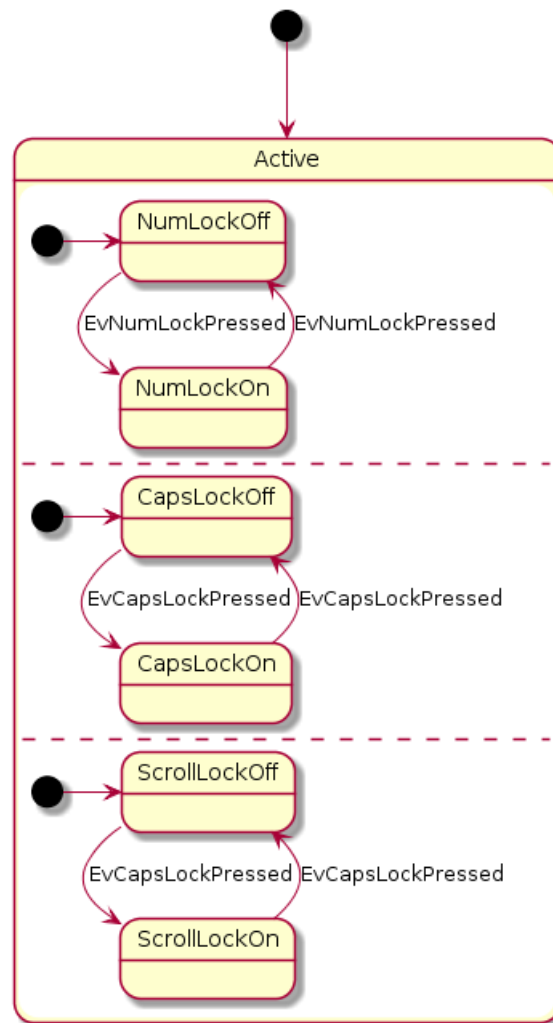 Active
NumLockOff
EvNumLockPressed EvNumLockPressed
NumLockOn
CapsLockOff
EvCapsLockPressed EvCapsLockPressed
CapsLockOn
ScrollLockOff
EvCapsLockPressed EvCapsLockPressed
ScrollLockOn